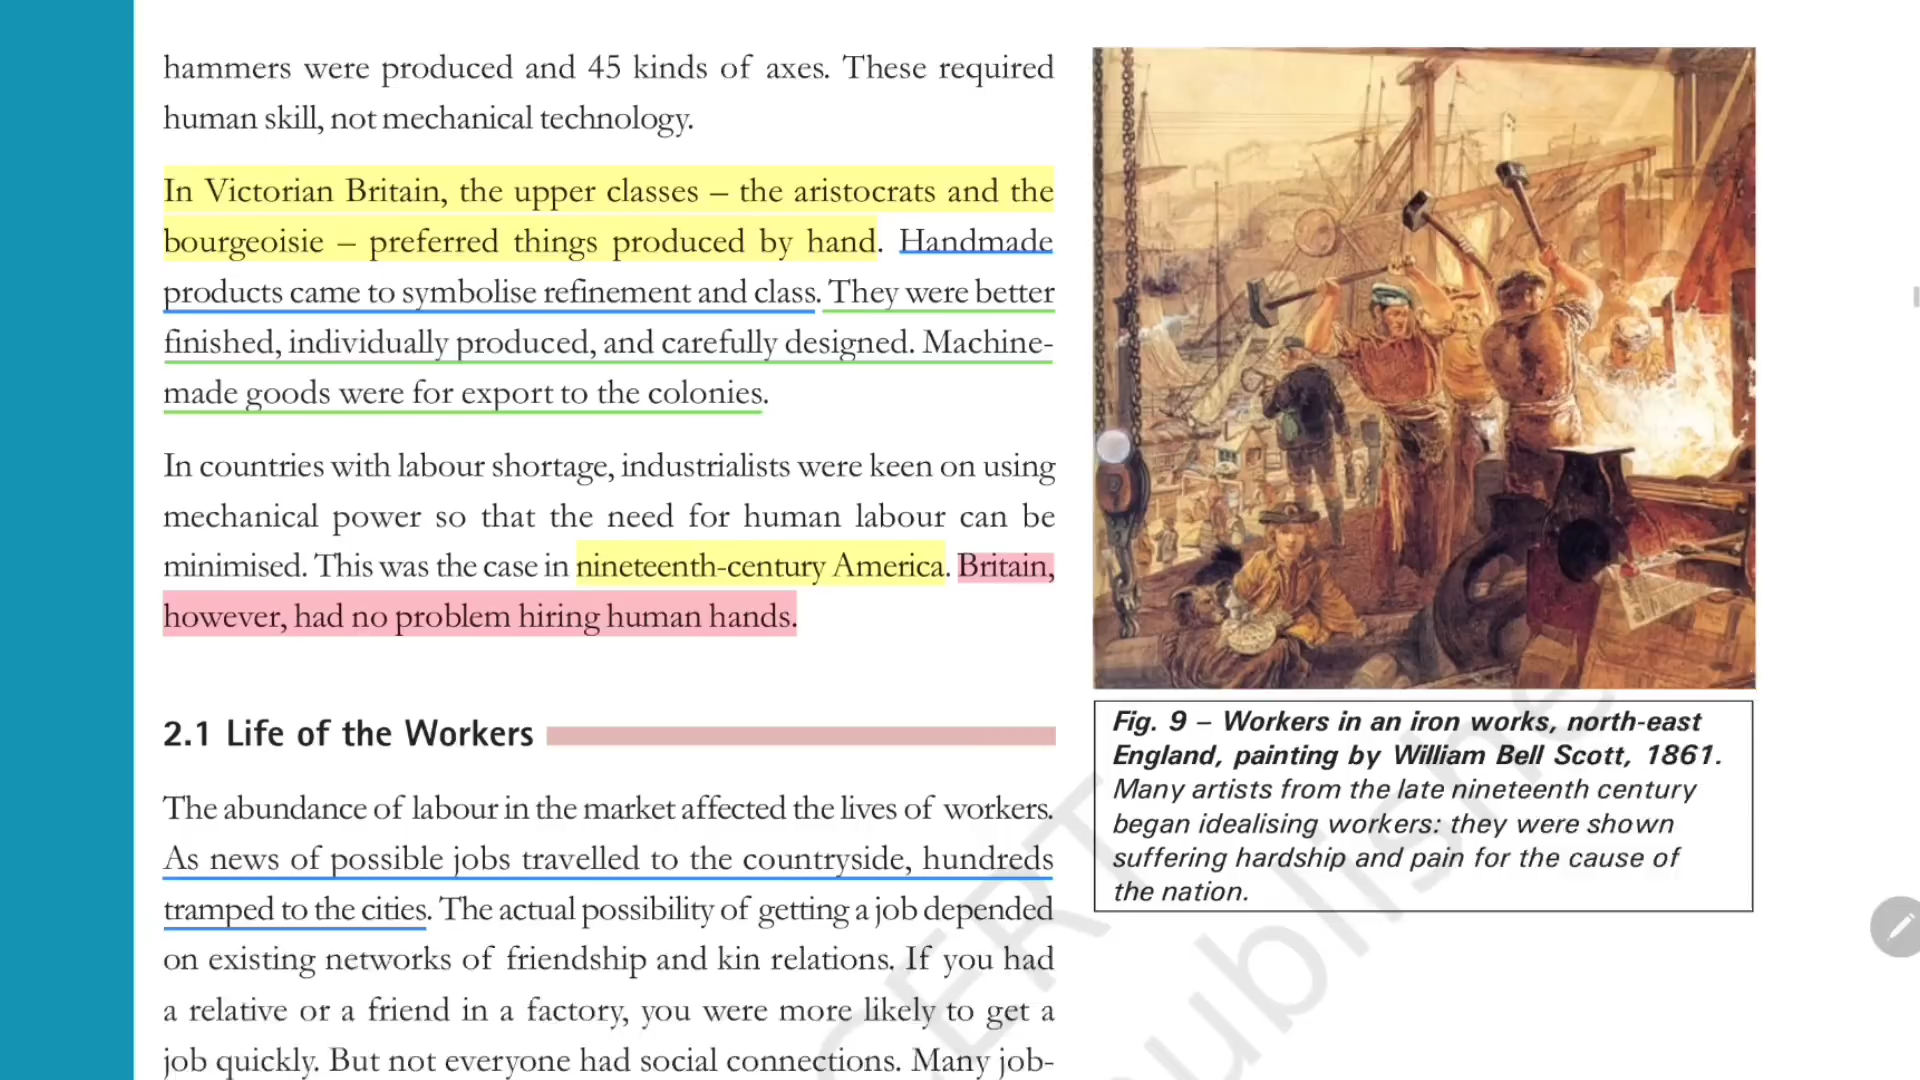 hammers were produced and 45 kinds of axes. These required
human skill, not mechanical technology.
In Victorian Britain, the upper classes – the aristocrats and the
bourgeoisie – preferred things produced by hand. Handmade
products came to symbolise refinement and class. They were better
finished, individually produced, and carefully designed. Machine-
made goods were for export to the colonies.
In countries with labour shortage, industrialists were keen on using
mechanical power so that the need for human labour can be
minimised. This was the case in nineteenth-century America. Britain,
however, had no problem hiring human hands.
2.1 Life of the Workers
The abundance of labour in the market affected the lives of workers.
As news of possible jobs travelled to the countryside, hundreds
tramped to the cities. The actual possibility of getting a job depended
on existing networks of friendship and kin relations. If you had
a relative or a friend in a factory, you were more likely to get a
job quickly. But not everyone had social connections. Many job-
Fig. 9 – Workers in an iron works, north-east
England, painting by William Bell Scott, 1861.
Many artists from the late nineteenth century
began idealising workers: they were shown
suffering hardship and pain for the cause of
the nation.